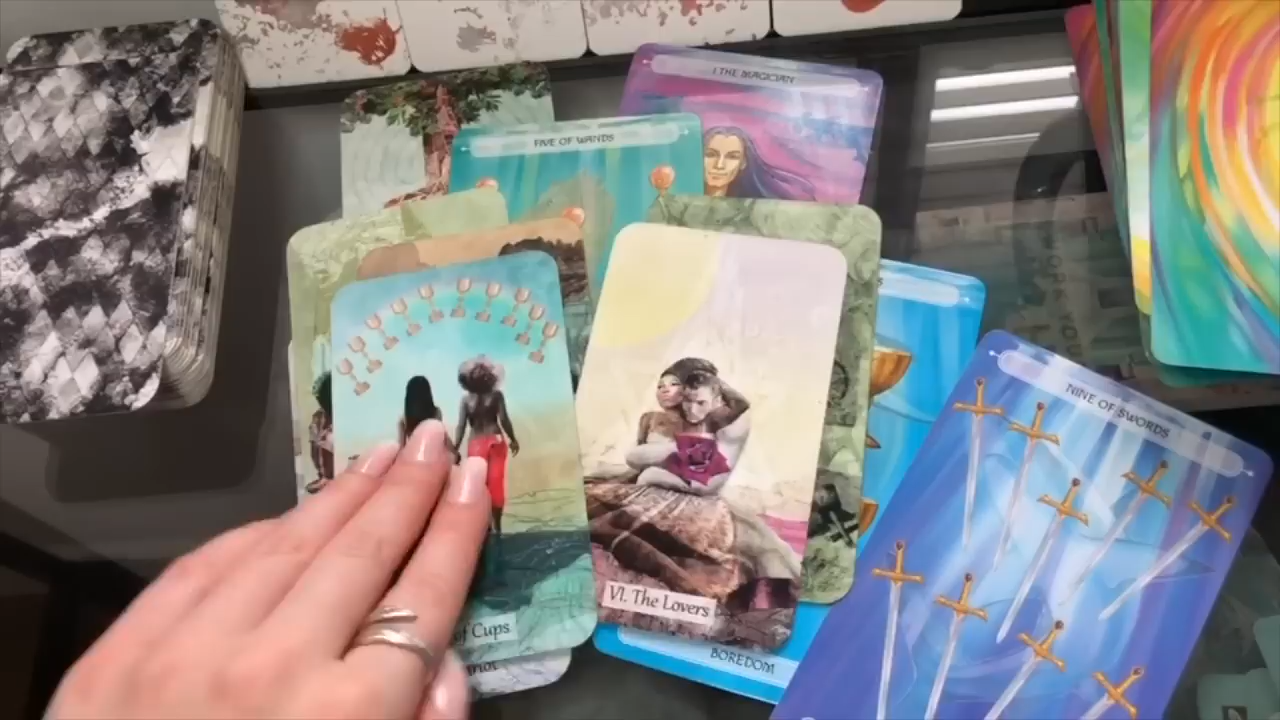 I THE MAGICIAN
FIVE OF WANDS
NINE OF SWORDS
VI. The Lovers
of Cups
BOREDOM